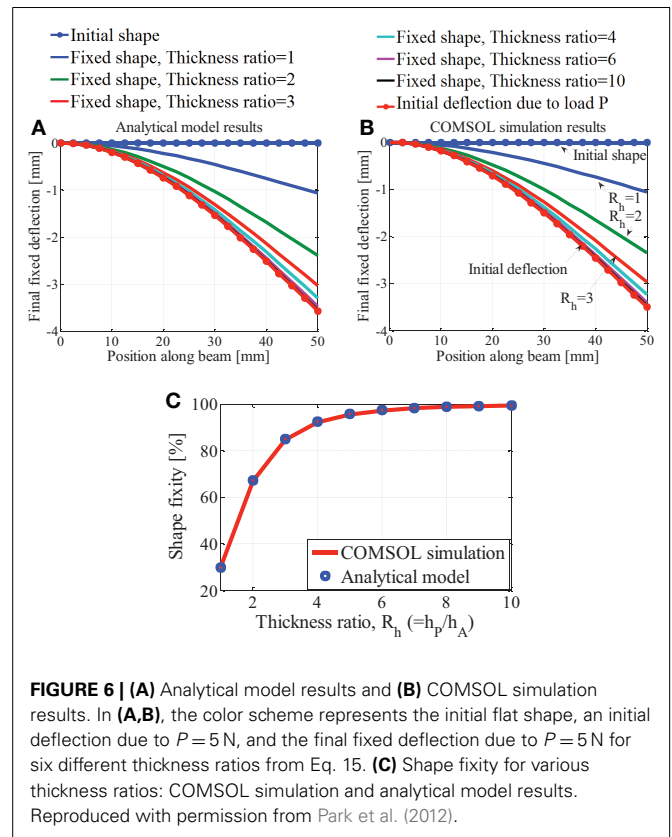 Initial shape
Fixed shape, Thickness ratio=1
Fixed shape, Thickness ratio=2
Fixed shape, Thickness ratio=3
Fixed shape, Thickness ratio=4
Fixed shape, Thickness ratio=6
Fixed shape, Thickness ratio=10
Initial deflection due to load P
A
Analytical model results
Final fixed deflection [mm]
0
-1
-2
-3
-4
0 10 20 30 40 50
Position along beam [mm]
B
COMSOL simulation results
Final fixed deflection [mm]
0
-1
-2
-3
-4
Initial shape
R_h=1
R_h=2
Initial deflection
R_h=3
0 10 20 30 40 50
Position along beam [mm]
C
Shape fixity [%]
100
80
60
40
20
COMSOL simulation
Analytical model
2 4 6 8 10
Thickness ratio, R_h (=h_P/h_A)
FIGURE 6 | (A) Analytical model results and (B) COMSOL simulation
results. In (A,B), the color scheme represents the initial flat shape, an initial
deflection due to P = 5 N, and the final fixed deflection due to P = 5 N for
six different thickness ratios from Eq. 15. (C) Shape fixity for various
thickness ratios: COMSOL simulation and analytical model results.
Reproduced with permission from Park et al. (2012).